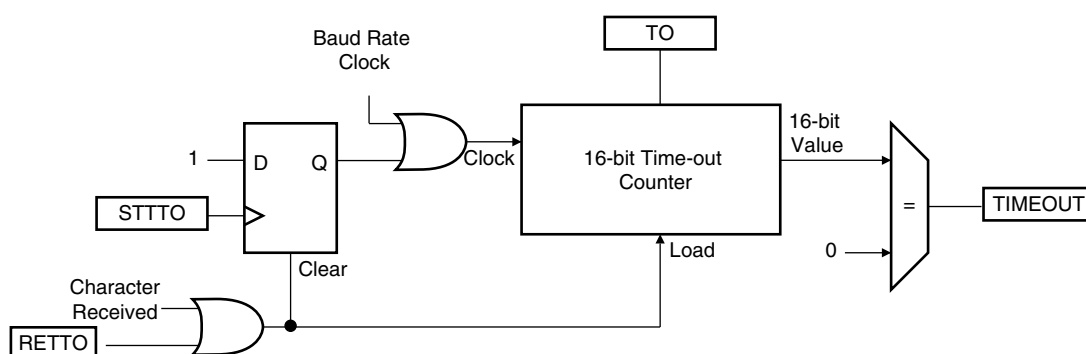 TO
Baud Rate
Clock
1
D
Q
Clock
16-bit Time-out
Counter
16-bit
Value
=
TIMEOUT
STTTO
Clear
Load
0
Character
Received
RETTO